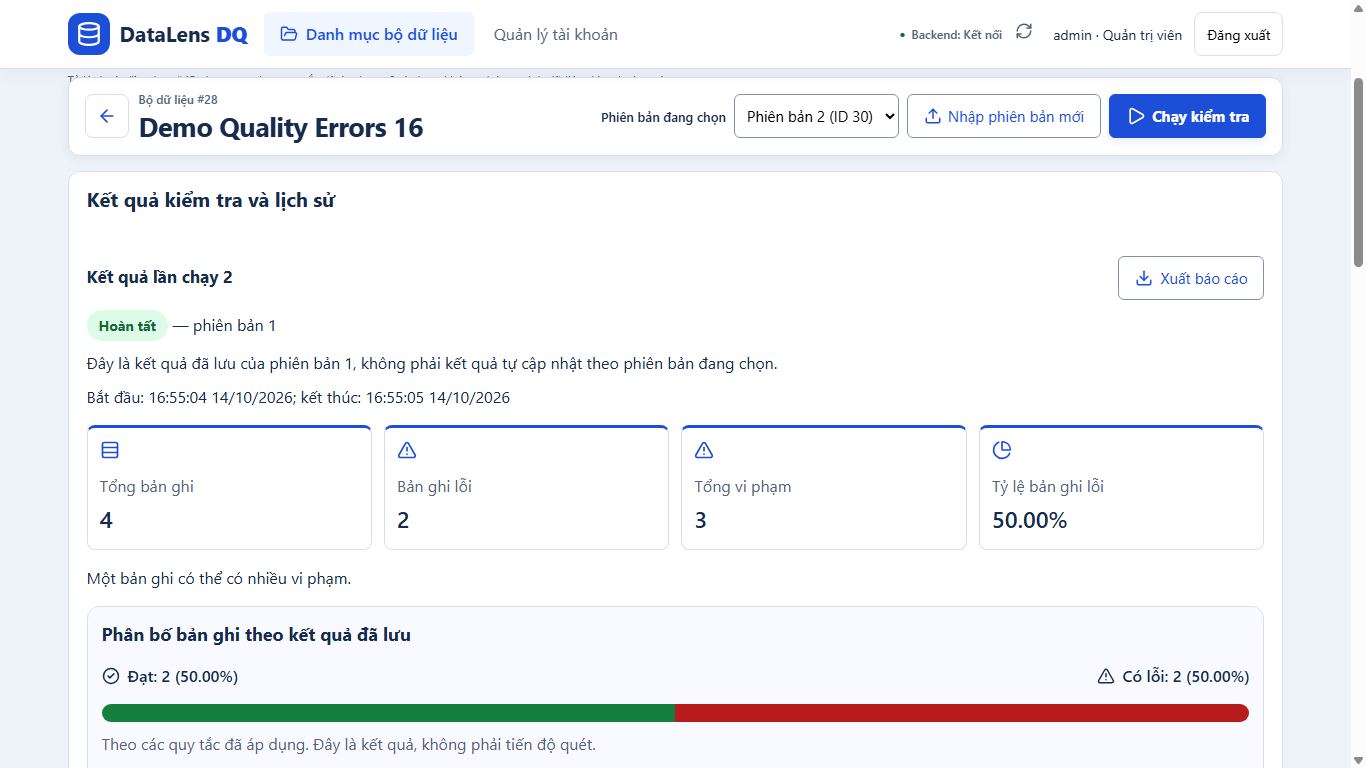 DataLens DQ
Danh mục bộ dữ liệu
Quản lý tài khoản
• Backend: Kết nối
admin · Quản trị viên
Đăng xuất
Bộ dữ liệu #28
Demo Quality Errors 16
Phiên bản đang chọn
Phiên bản 2 (ID 30)
Nhập phiên bản mới
Chạy kiểm tra
Kết quả kiểm tra và lịch sử
Kết quả lần chạy 2
Xuất báo cáo
Hoàn tất — phiên bản 1
Đây là kết quả đã lưu của phiên bản 1, không phải kết quả tự cập nhật theo phiên bản đang chọn.
Bắt đầu: 16:55:04 14/10/2026; kết thúc: 16:55:05 14/10/2026
Tổng bản ghi
4
Bản ghi lỗi
2
Tổng vi phạm
3
Tỷ lệ bản ghi lỗi
50.00%
Một bản ghi có thể có nhiều vi phạm.
Phân bố bản ghi theo kết quả đã lưu
Đạt: 2 (50.00%)
Có lỗi: 2 (50.00%)
Theo các quy tắc đã áp dụng. Đây là kết quả, không phải tiến độ quét.